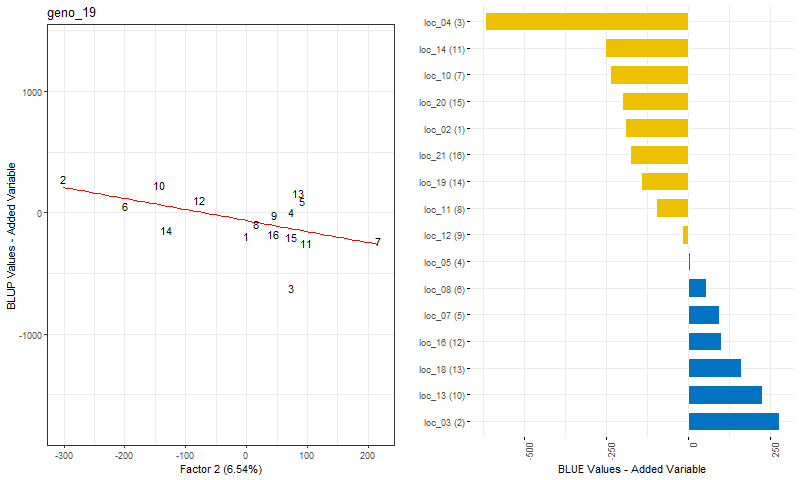 geno_19
BLUP Values - Added Variable
1000
0
-1000
2
6
10
14
12
1
8
9
16
13
5
4
15
11
3
7
-300
-200
-100
0
100
200
Factor 2 (6.54%)
loc_04 (3)
loc_14 (11)
loc_10 (7)
loc_20 (15)
loc_02 (1)
loc_21 (16)
loc_19 (14)
loc_11 (8)
loc_12 (9)
loc_05 (4)
loc_08 (6)
loc_07 (5)
loc_16 (12)
loc_18 (13)
loc_13 (10)
loc_03 (2)
-500
-250
0
250
BLUE Values - Added Variable